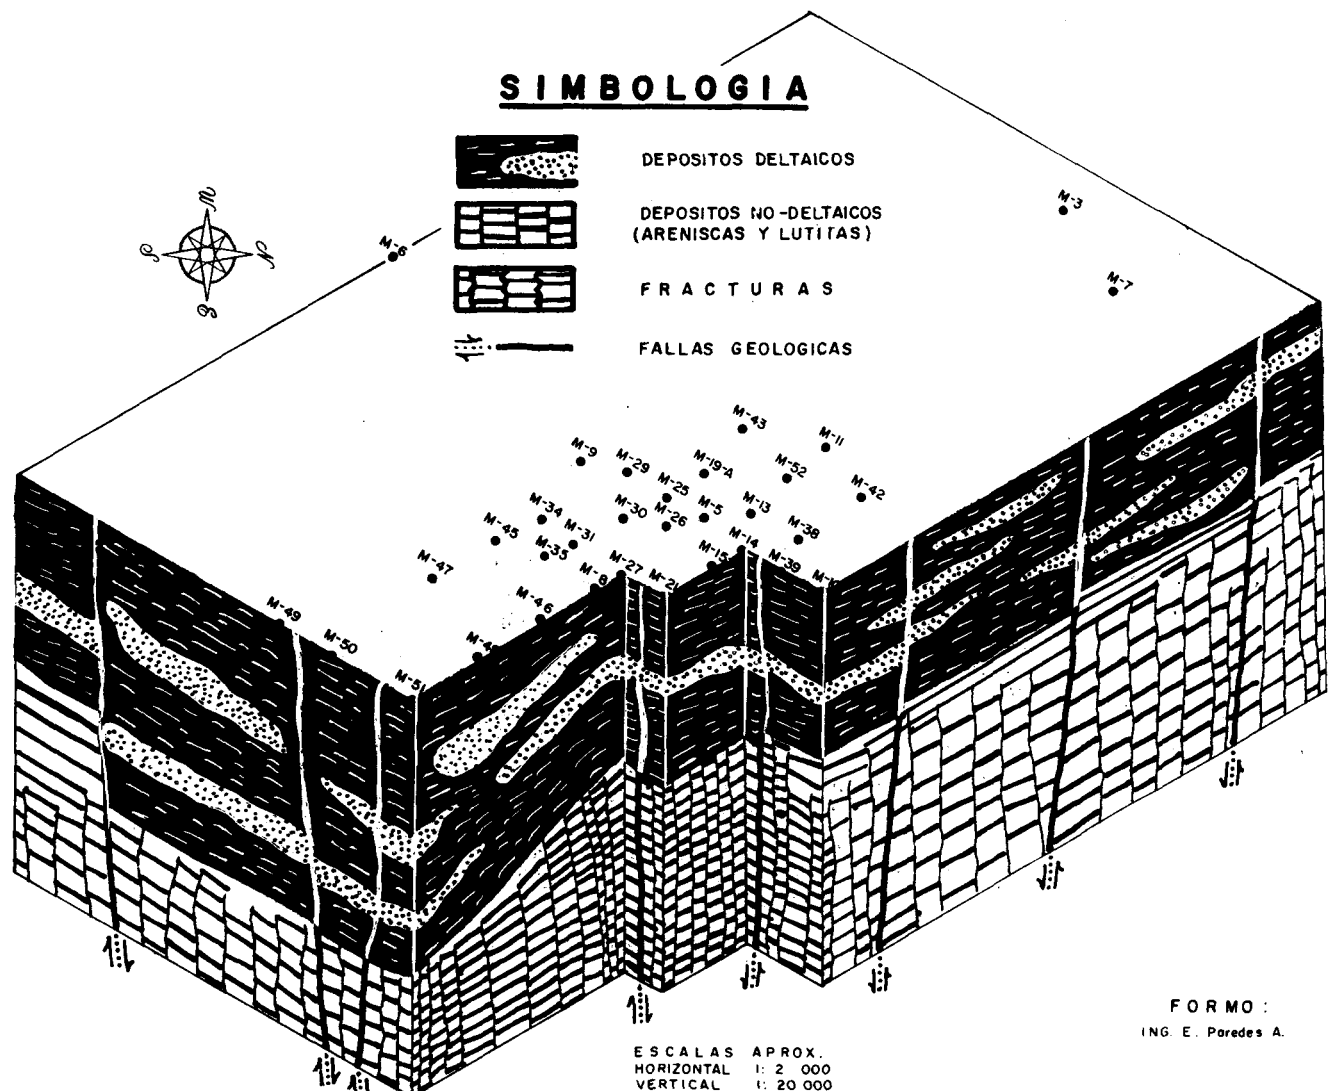 SIMBOLOGIA
DEPOSITOS DELTAICOS
DEPOSITOS NO-DELTAICOS
(ARENISCAS Y LUTITAS)
FRACTURAS
FALLAS GEOLOGICAS
M-3
M-6
M-7
M-43
M-11
M-9
M-29
M-19-A
M-52
M-25
M-42
M-34
M-30
M-26
M-5
M-13
M-45
M-31
M-38
M-35
M-14
M-15
M-39
M-47
M-27
M-21
M-8
M-46
M-49
M-50
M-51
ESCALAS APROX.
HORIZONTAL 1: 2 000
VERTICAL 1: 20 000
FORMO:
ING. E. Paredes A.